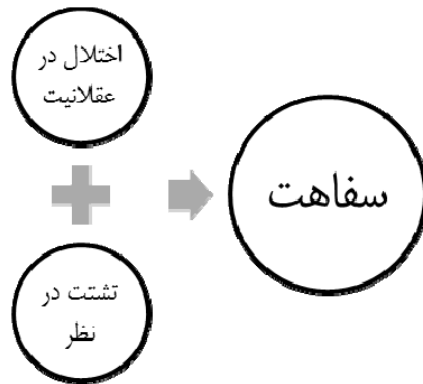 اختلال در
عقلانیت
تشتت در
نظر
سفاهت